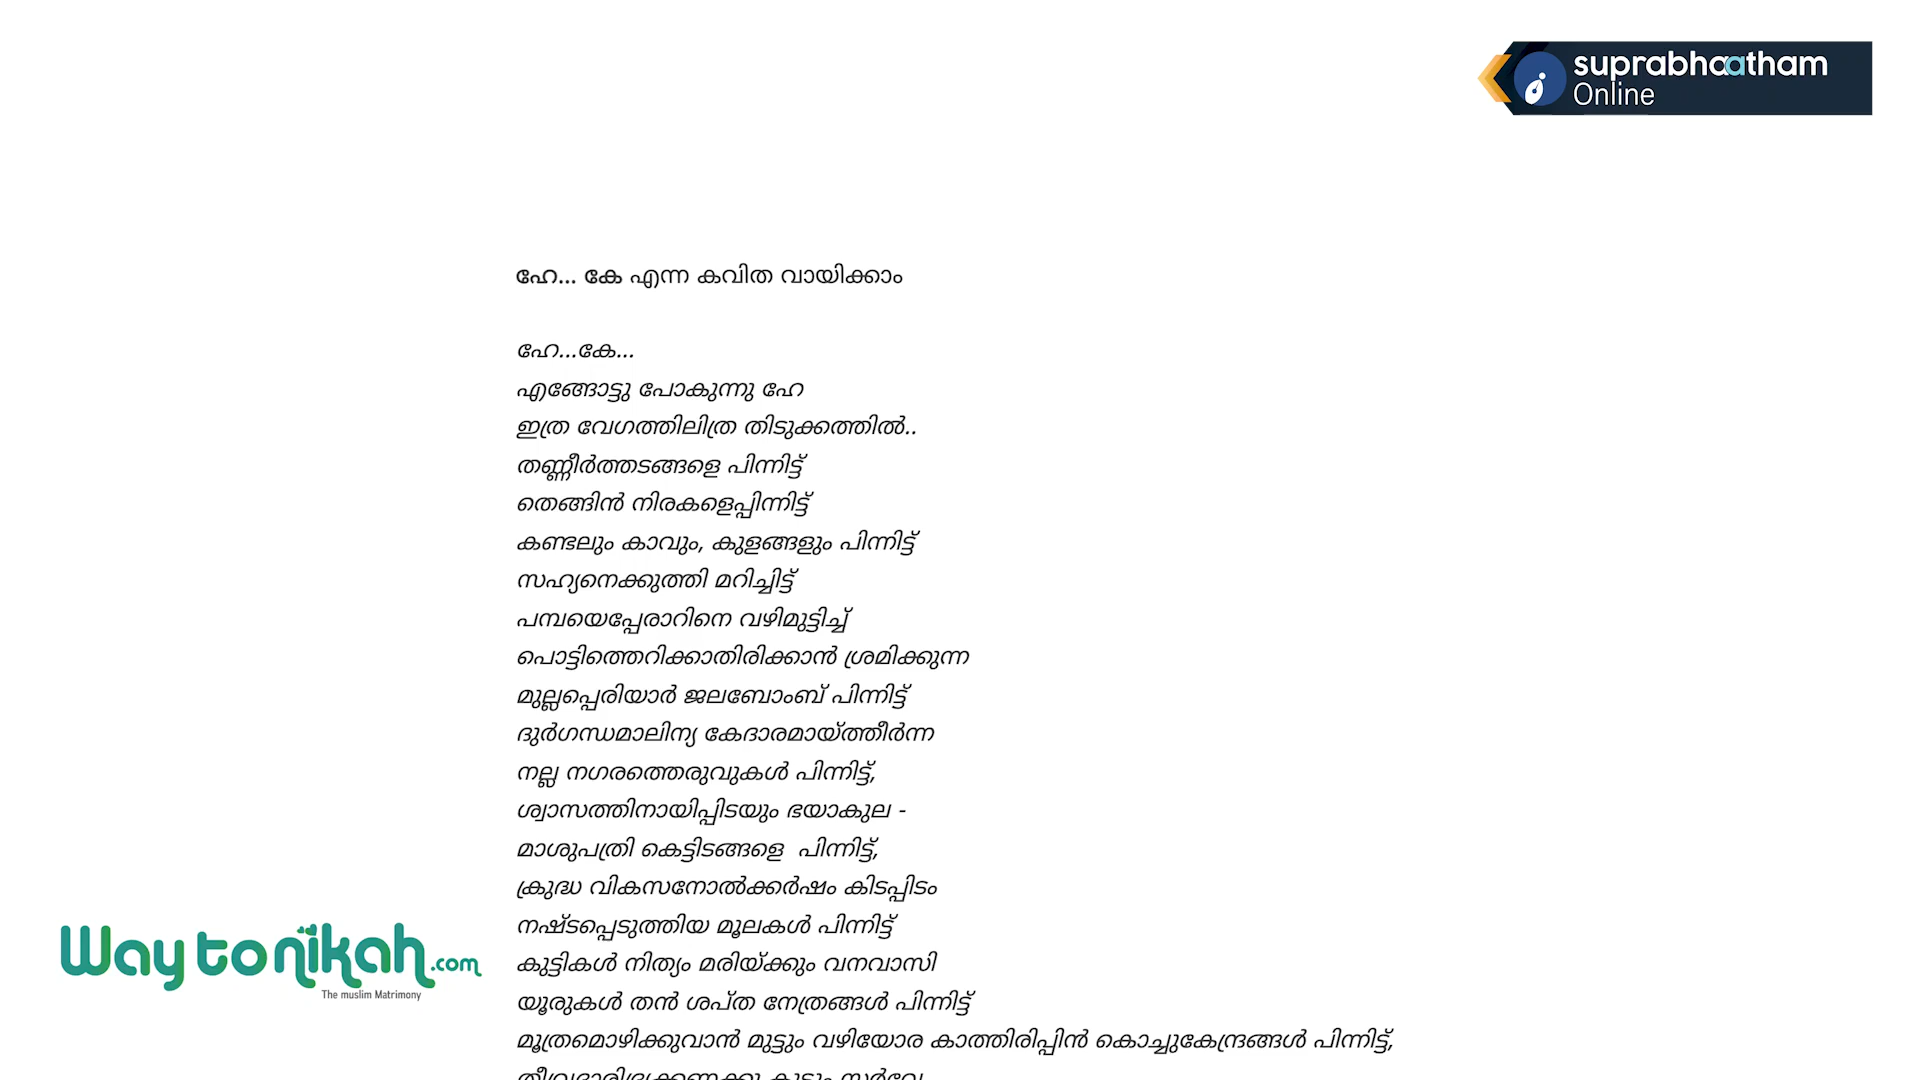 suprabhaatham
Online
ഹേ... കേ എന്ന കവിത വായിക്കാം
ഹേ...കേ...
എങ്ങോട്ടു പോകുന്നു ഹേ
ഇത്ര വേഗത്തിലിത്ര തിടുക്കത്തിൽ..
തണ്ണീർത്തടങ്ങളെ പിന്നിട്ട്
തെങ്ങിൻ നിരകളെപ്പിന്നിട്ട്
കണ്ടലും കാവും, കുളങ്ങളും പിന്നിട്ട്
സഹ്യനെക്കുത്തി മറിച്ചിട്ട്
പമ്പയെപ്പേരാറിനെ വഴിമുട്ടിച്ച്
പൊട്ടിത്തെറിക്കാതിരിക്കാൻ ശ്രമിക്കുന്ന
മുല്ലപ്പെരിയാർ ജലബോംബ് പിന്നിട്ട്
ദുർഗന്ധമാലിന്യ കേദാരമായ്ത്തീർന്ന
നല്ല നഗരത്തെരുവുകൾ പിന്നിട്ട്,
ശ്വാസത്തിനായിപ്പിടയും ഭയാകുല -
മാശുപത്രി കെട്ടിടങ്ങളെ  പിന്നിട്ട്,
ക്രുദ്ധ വികസനോൽക്കർഷം കിടപ്പിടം
നഷ്ടപ്പെടുത്തിയ മൂലകൾ പിന്നിട്ട്
കുട്ടികൾ നിത്യം മരിയ്ക്കും വനവാസി
യൂരുകൾ തൻ ശപ്ത നേത്രങ്ങൾ പിന്നിട്ട്
മൂത്രമൊഴിക്കുവാൻ മുട്ടും വഴിയോര കാത്തിരിപ്പിൻ കൊച്ചുകേന്ദ്രങ്ങൾ പിന്നിട്ട്,
Way to nikah.com
The muslim Matrimony